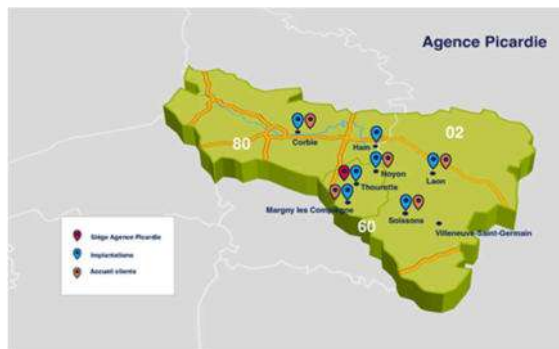 Agence Picardie
02
80
Corbie
Ham
Noyon
Laon
Thourotte
Margny les Compiègne
Soissons
60
Villeneuve-Saint-Germain
Siège Agence Picardie
Implantations
Accueil clients